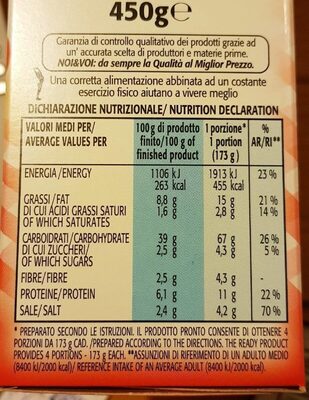 450g℮
Garanzia di controllo qualitativo dei prodotti grazie ad
un' accurata scelta di produttori e materie prime.
NOI&VOI: da sempre la Qualità al Miglior Prezzo.
Una corretta alimentazione abbinata ad un costante
esercizio fisico aiutano a vivere meglio
DICHIARAZIONE NUTRIZIONALE/ NUTRITION DECLARATION
VALORI MEDI PER/ 100 g di prodotto 1 porzione* %
AVERAGE VALUES PER finito/100 g of 1 portion AR/RI**
finished product (173 g)
ENERGIA/ENERGY 1106 kJ 1913 kJ 23 %
263 kcal 455 kcal
GRASSI/FAT 8,8 g 15 g 21 %
DI CUI ACIDI GRASSI SATURI 1,6 g 2,8 g 14 %
OF WHICH SATURATES
CARBOIDRATI/CARBOHYDRATE 39 g 67 g 26 %
DI CUI ZUCCHERI/ 2,5 g 4,3 g 5 %
OF WHICH SUGARS
FIBRE/FIBRE 2,5 g 4,3 g -
PROTEINE/PROTEIN 6,1 g 11 g 22 %
SALE/SALT 2,4 g 4,2 g 70 %
* PREPARATO SECONDO LE ISTRUZIONI. IL PRODOTTO PRONTO CONSENTE DI OTTENERE 4
PORZIONI DA 173 g CAD. /PREPARED ACCORDING TO THE DIRECTIONS. THE READY PRODUCT
PROVIDES 4 PORTIONS - 173 g EACH. **ASSUNZIONI DI RIFERIMENTO DI UN ADULTO MEDIO
(8400 kJ/2000 kcal)/ REFERENCE INTAKE OF AN AVERAGE ADULT (8400 kJ/2000 kcal).